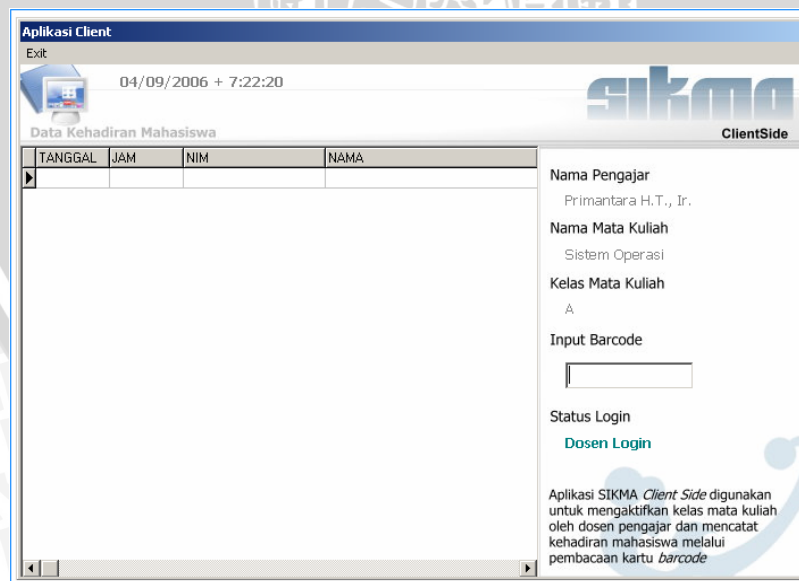 Aplikasi Client
Exit
04/09/2006 + 7:22:20
sikma
Data Kehadiran Mahasiswa
ClientSide
TANGGAL JAM NIM NAMA
Nama Pengajar
Primantara H.T., Ir.
Nama Mata Kuliah
Sistem Operasi
Kelas Mata Kuliah
A
Input Barcode
Status Login
Dosen Login
Aplikasi SIKMA Client Side digunakan
untuk mengaktifkan kelas mata kuliah
oleh dosen pengajar dan mencatat
kehadiran mahasiswa melalui
pembacaan kartu barcode